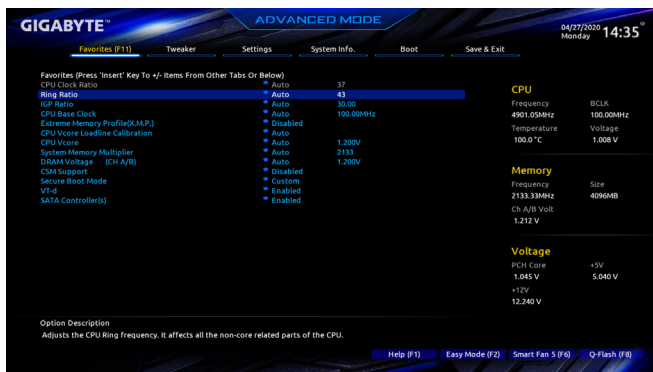 GIGABYTE™
ADVANCED MODE
04/27/2020
Monday
14:35
Favorites (F11) Tweaker Settings System Info. Boot Save & Exit
Favorites (Press 'Insert' Key To +/- Items From Other Tabs Or Below)
CPU Clock Ratio * Auto 37
Ring Ratio * Auto 43
IGP Ratio * Auto 30.00
CPU Base Clock * Auto 100.00MHz
Extreme Memory Profile(X.M.P.) * Disabled
CPU Vcore Loadline Calibration * Auto
CPU Vcore * Auto 1.200V
System Memory Multiplier * Auto 2133
DRAM Voltage (CH A/B) * Auto 1.200V
CSM Support * Disabled
Secure Boot Mode * Custom
VT-d * Enabled
SATA Controller(s) * Enabled
CPU
Frequency BCLK
4901.05MHz 100.00MHz
Temperature Voltage
100.0 °C 1.008 V
Memory
Frequency Size
2133.33MHz 4096MB
Ch A/B Volt
1.212 V
Voltage
PCH Core +5V
1.045 V 5.040 V
+12V
12.240 V
Option Description
Adjusts the CPU Ring frequency. It affects all the non-core related parts of the CPU.
Help (F1) Easy Mode (F2) Smart Fan 5 (F6) Q-Flash (F8)